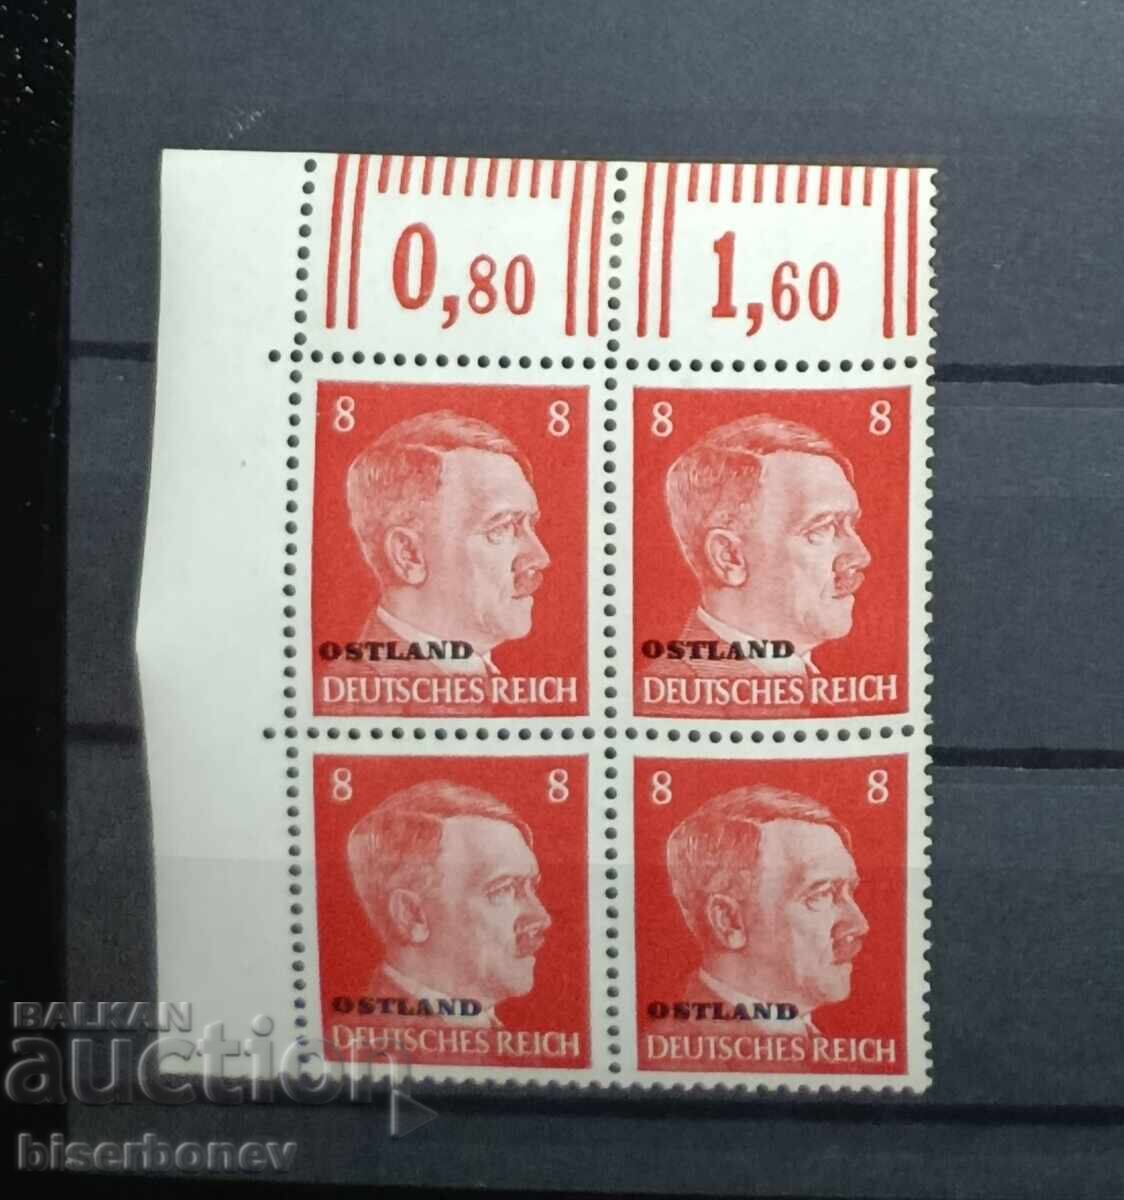 0,80 1,60
8 8 8 8
OSTLAND OSTLAND
DEUTSCHES REICH DEUTSCHES REICH
8 8 8 8
OSTLAND OSTLAND
DEUTSCHES REICH DEUTSCHES REICH
BALKAN
auction
biserbonev